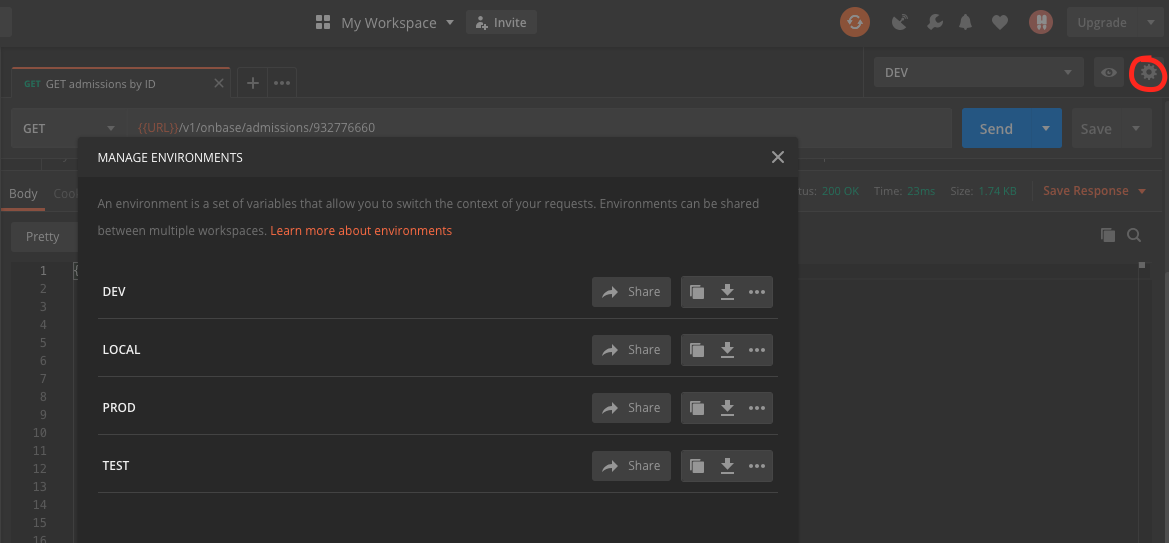 My Workspace
Invite
Upgrade
GET GET admissions by ID
DEV
GET
{{URL}}/v1/onbase/admissions/932776660
Send
Save
MANAGE ENVIRONMENTS
Body
Status: 200 OK Time: 23ms Size: 1.74 KB
Save Response
An environment is a set of variables that allow you to switch the context of your requests. Environments can be shared
between multiple workspaces. Learn more about environments
Pretty
1
{
2
DEV
Share
3
4
5
LOCAL
Share
6
7
8
PROD
Share
9
10
11
TEST
Share
12
13
14
15
16